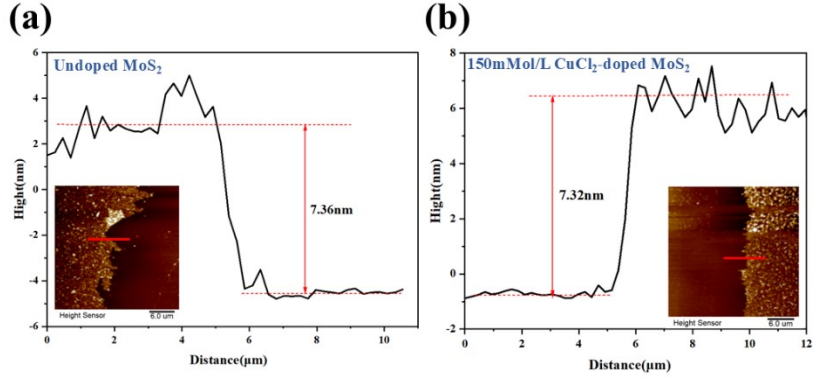 (a)
Undoped MoS₂
Hight(nm)
6
4
2
0
-2
-4
-6
7.36nm
Height Sensor
6.0 um
0 2 4 6 8 10
Distance(μm)
(b)
150mMol/L CuCl₂-doped MoS₂
Hight(nm)
8
6
4
2
0
-2
7.32nm
Height Sensor
6.0 um
0 2 4 6 8 10 12
Distance(μm)